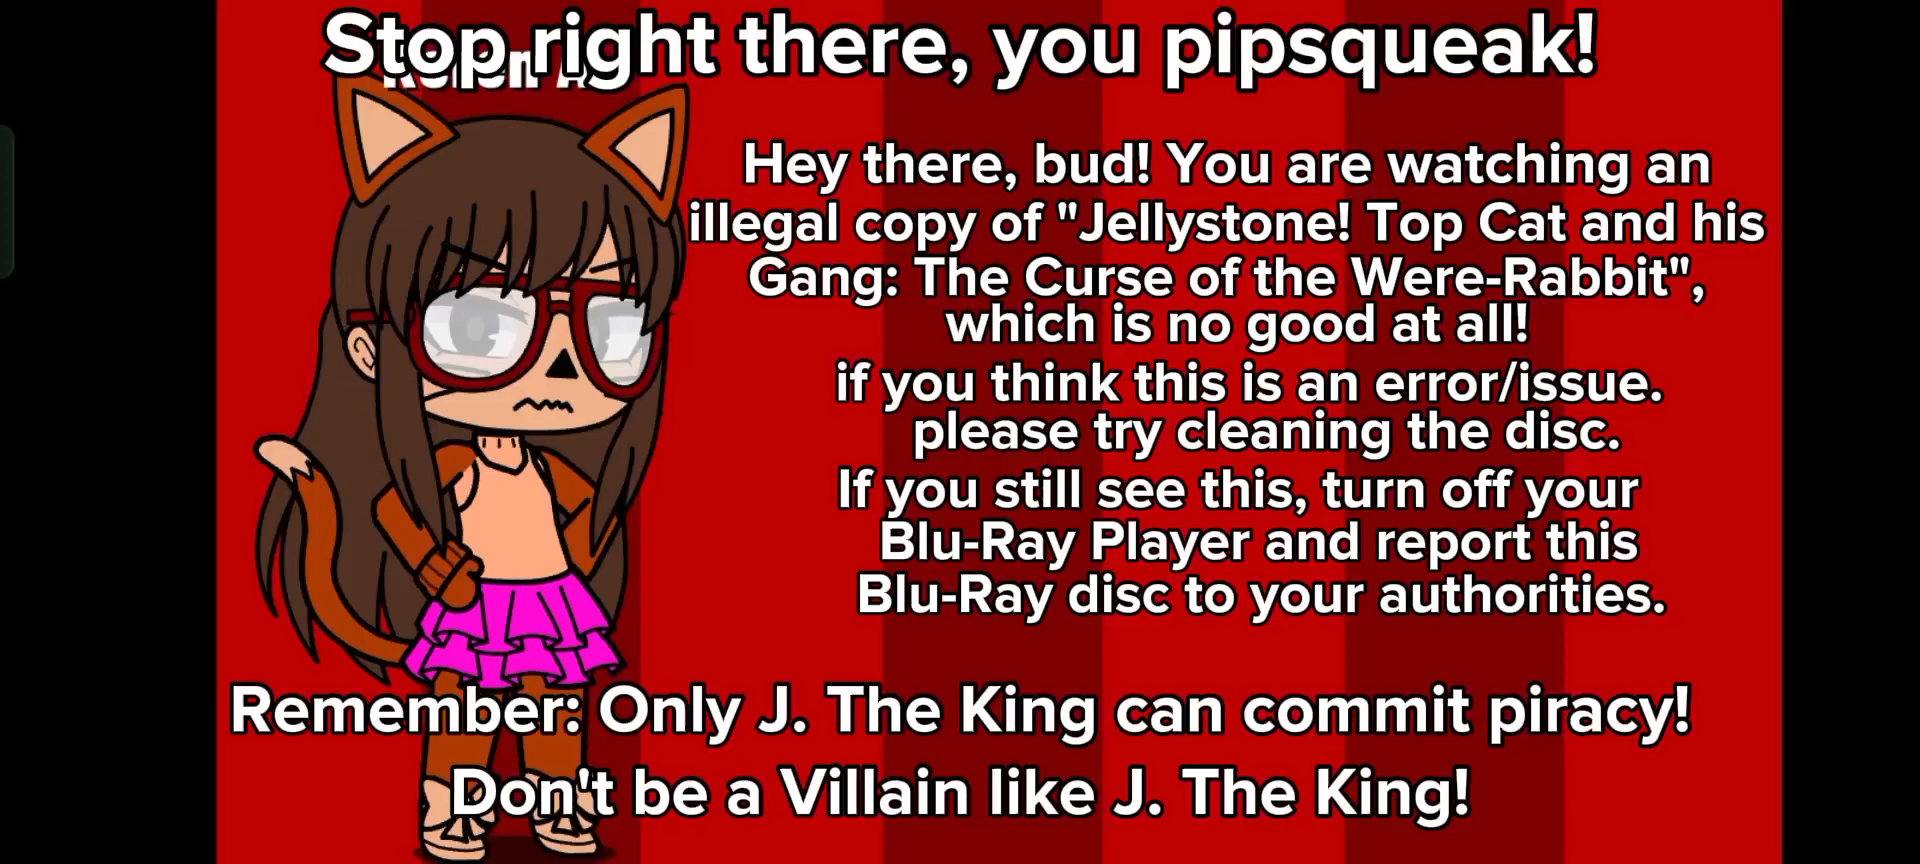 Stop right there, you pipsqueak!
Hey there, bud! You are watching an
illegal copy of "Jellystone! Top Cat and his
Gang: The Curse of the Were-Rabbit",
which is no good at all!
if you think this is an error/issue.
please try cleaning the disc.
If you still see this, turn off your
Blu-Ray Player and report this
Blu-Ray disc to your authorities.
Remember: Only J. The King can commit piracy!
Don't be a Villain like J. The King!